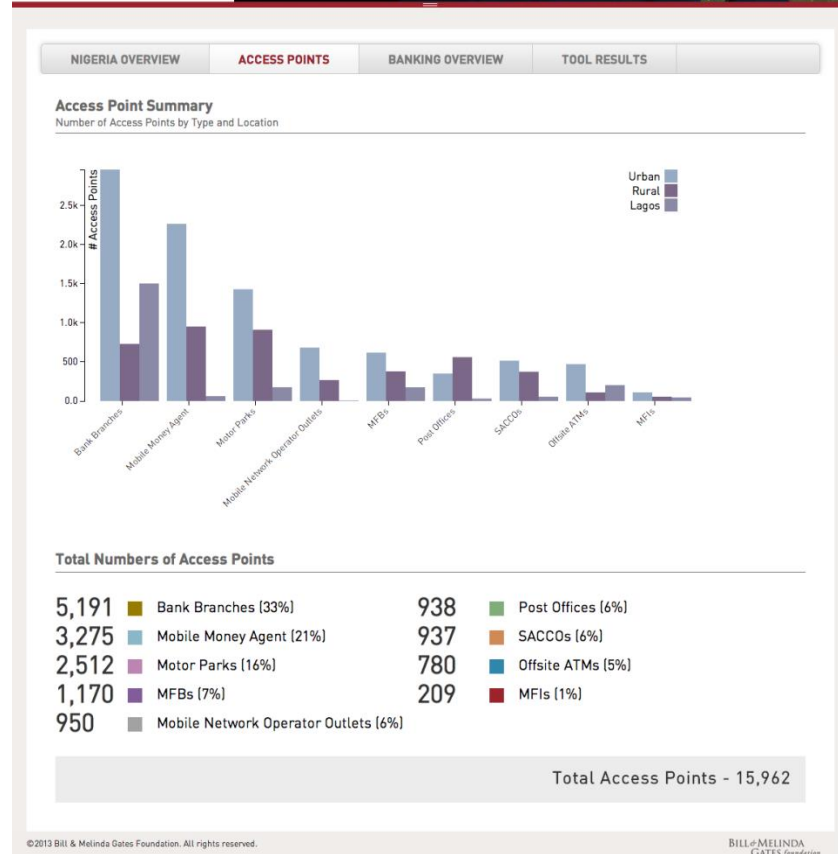 NIGERIA OVERVIEW
ACCESS POINTS
BANKING OVERVIEW
TOOL RESULTS
Access Point Summary
Number of Access Points by Type and Location
# Access Points
2.5k
2.0k
1.5k
1.0k
500
0.0
Urban
Rural
Lagos
Bank Branches
Mobile Money Agent
Motor Parks
Mobile Network Operator Outlets
MFBs
Post Offices
SACCOs
Offsite ATMs
MFIs
Total Numbers of Access Points
5,191 Bank Branches (33%)
3,275 Mobile Money Agent (21%)
2,512 Motor Parks (16%)
1,170 MFBs (7%)
950 Mobile Network Operator Outlets (6%)
938 Post Offices (6%)
937 SACCOs (6%)
780 Offsite ATMs (5%)
209 MFIs (1%)
Total Access Points - 15,962
©2013 Bill & Melinda Gates Foundation. All rights reserved.
BILL & MELINDA
GATES foundation